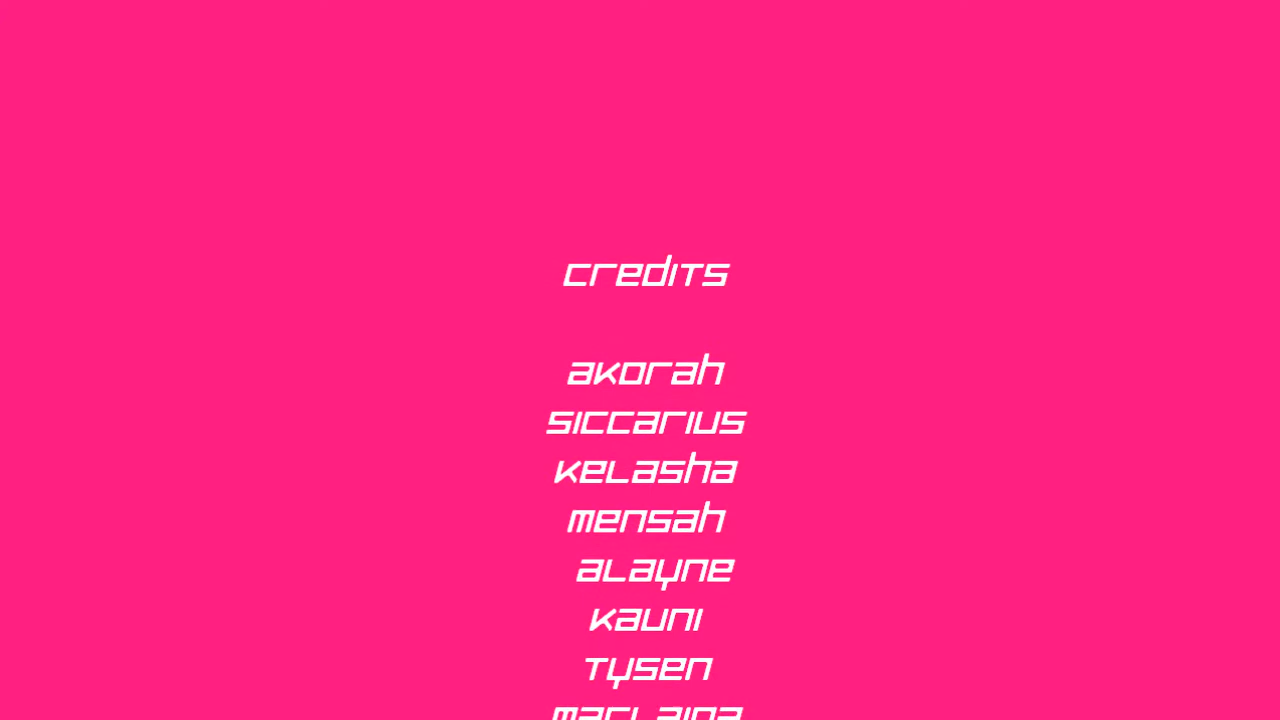 credits
akorah
siccarius
kelasha
mensah
alayne
kauni
tysen